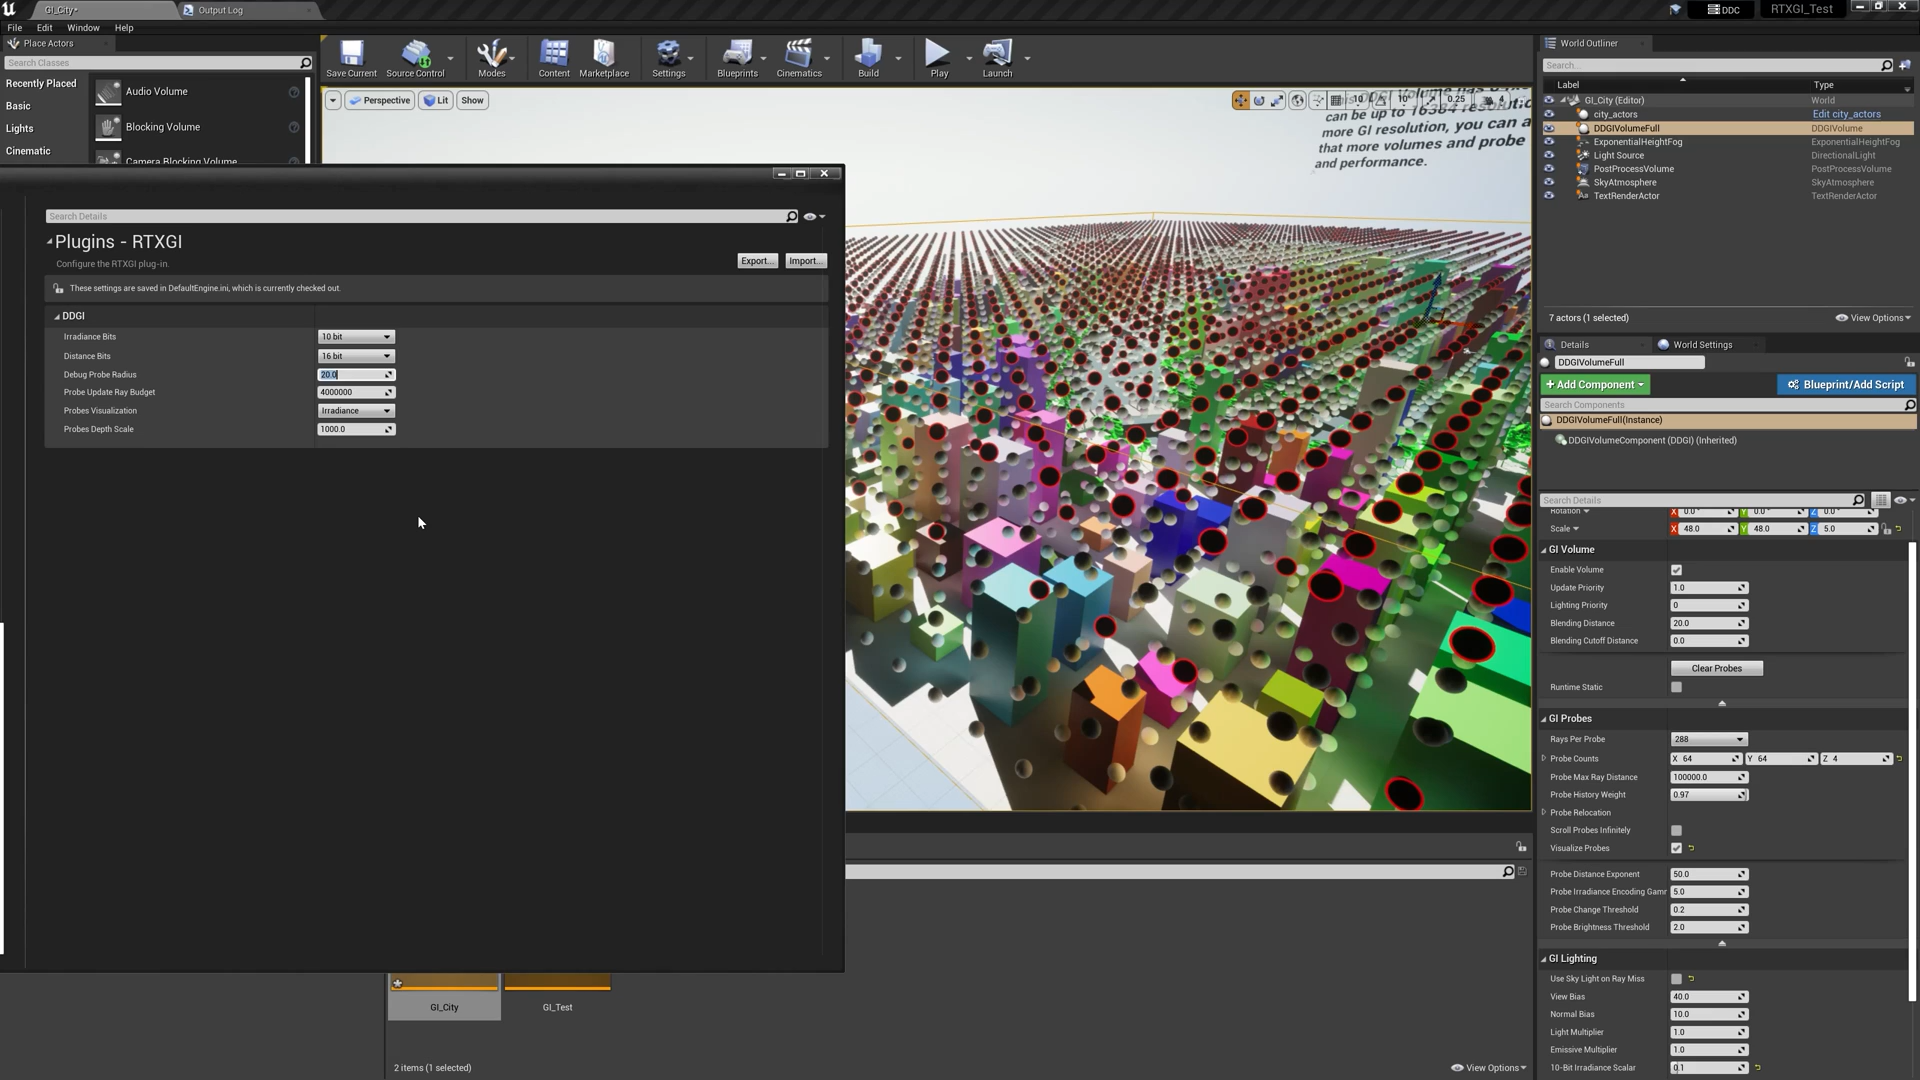 GI_City*
Output Log
DDC
RTXGI_Test
File Edit Window Help
Place Actors
Search Classes
Recently Placed
Basic
Lights
Cinematic
Audio Volume
Blocking Volume
Camera Blocking Volume
Save Current
Source Control
Modes
Content
Marketplace
Settings
Blueprints
Cinematics
Build
Play
Launch
Perspective
Lit
Show
10
10°
0.25
4
can be up to 16384 resolutio
more GI resolution, you can a
that more volumes and probe
and performance.
Search Details
Plugins - RTXGI
Configure the RTXGI plug-in.
Export...
Import...
These settings are saved in DefaultEngine.ini, which is currently checked out.
DDGI
Irradiance Bits 10 bit
Distance Bits 16 bit
Debug Probe Radius 20.0
Probe Update Ray Budget 4000000
Probes Visualization Irradiance
Probes Depth Scale 1000.0
GI_City
GI_Test
2 items (1 selected)
View Options
World Outliner
Search...
Label Type
GI_City (Editor) World
city_actors Edit city_actors
DDGIVolumeFull DDGIVolume
ExponentialHeightFog ExponentialHeightFog
Light Source DirectionalLight
PostProcessVolume PostProcessVolume
SkyAtmosphere SkyAtmosphere
TextRenderActor TextRenderActor
7 actors (1 selected)
View Options
Details
World Settings
DDGIVolumeFull
+ Add Component
Blueprint/Add Script
Search Components
DDGIVolumeFull(Instance)
DDGIVolumeComponent (DDGI) (Inherited)
Search Details
Rotation X 0.0° Y 0.0° Z 0.0°
Scale X 48.0 Y 48.0 Z 5.0
GI Volume
Enable Volume
Update Priority 1.0
Lighting Priority 0
Blending Distance 20.0
Blending Cutoff Distance 0.0
Clear Probes
Runtime Static
GI Probes
Rays Per Probe 288
Probe Counts X 64 Y 64 Z 4
Probe Max Ray Distance 100000.0
Probe History Weight 0.97
Probe Relocation
Scroll Probes Infinitely
Visualize Probes
Probe Distance Exponent 50.0
Probe Irradiance Encoding Gamr 5.0
Probe Change Threshold 0.2
Probe Brightness Threshold 2.0
GI Lighting
Use Sky Light on Ray Miss
View Bias 40.0
Normal Bias 10.0
Light Multiplier 1.0
Emissive Multiplier 1.0
10-Bit Irradiance Scalar 0.1